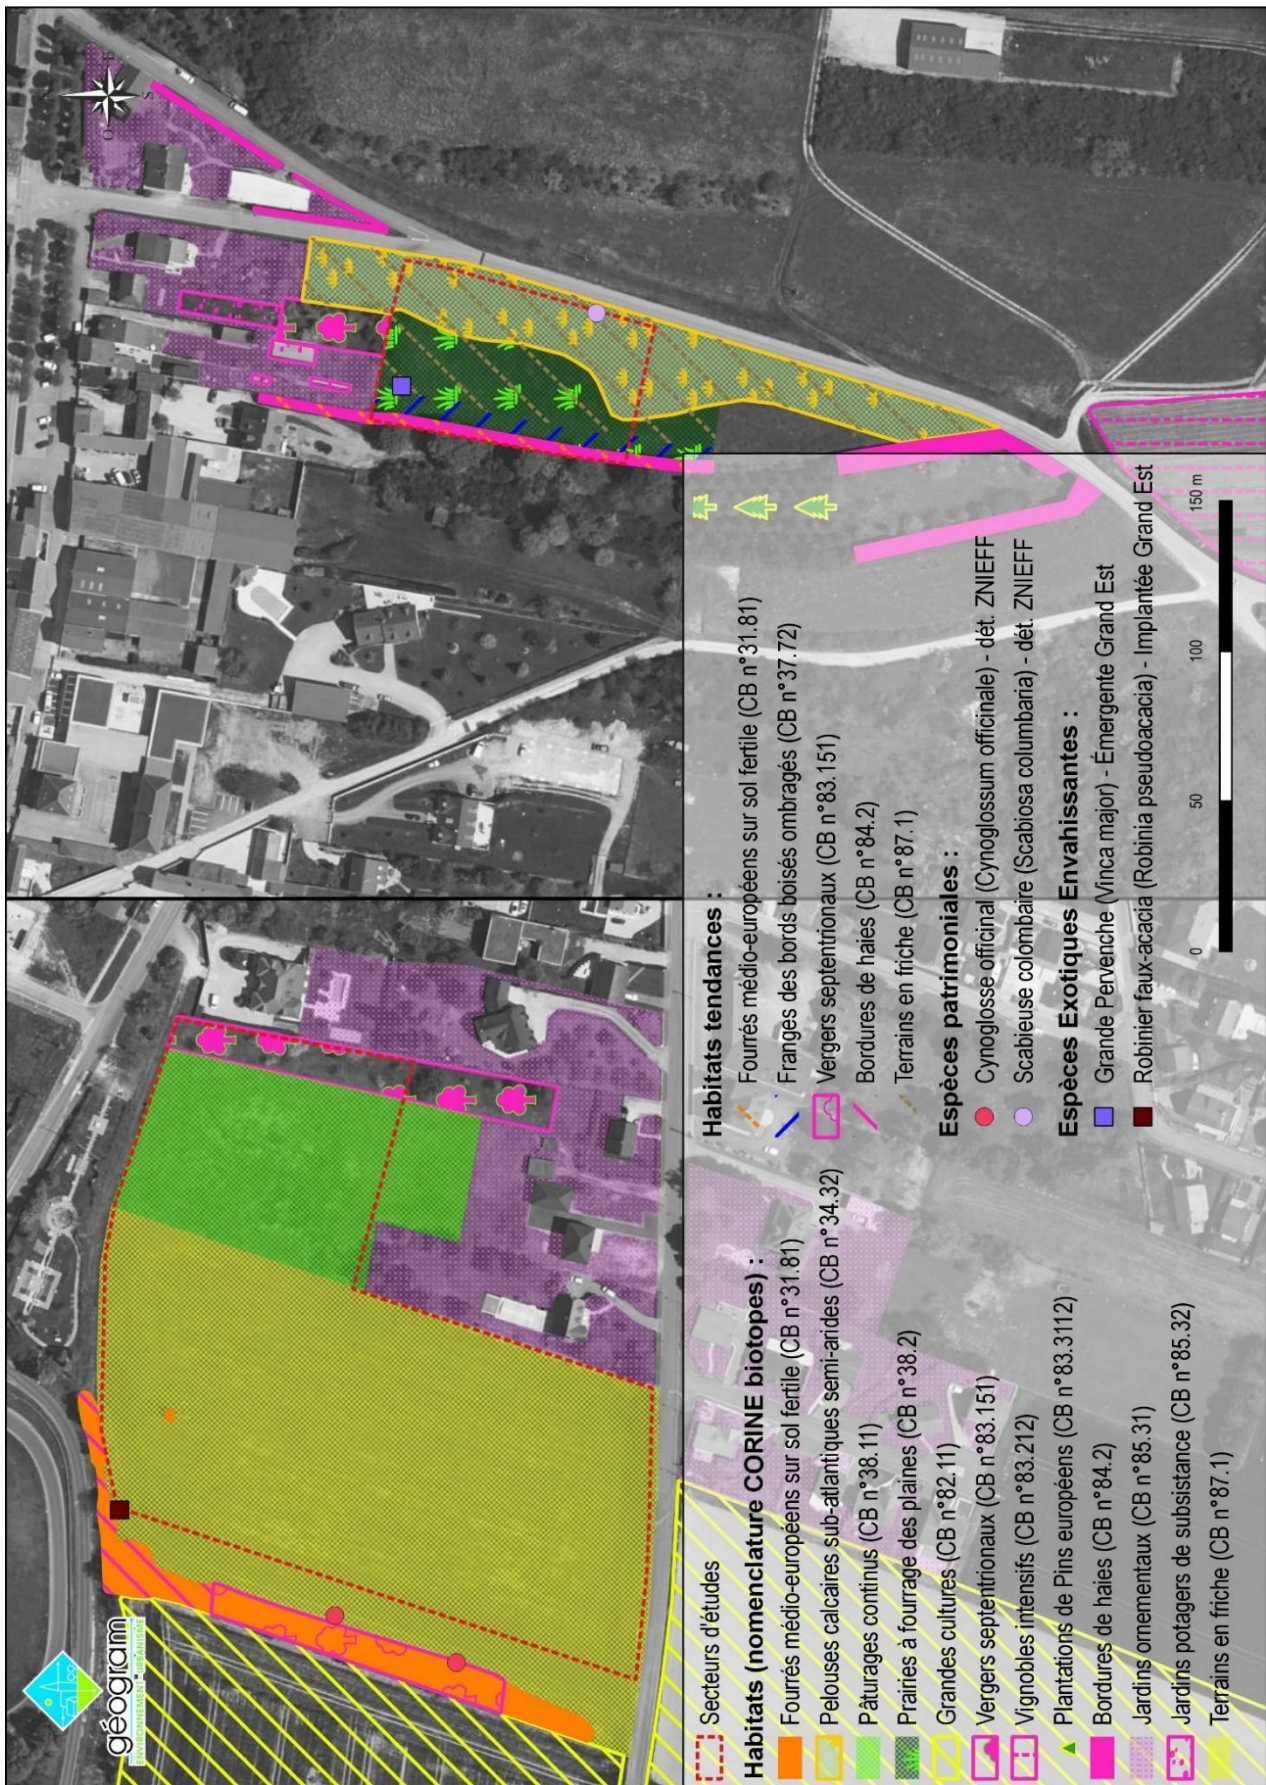 géogram
ENVIRONNEMENT URBANISME
E
S
O
Secteurs d'études
Habitats (nomenclature CORINE biotopes) :
Fourrés médio-européens sur sol fertile (CB n°31.81)
Pelouses calcaires sub-atlantiques semi-arides (CB n°34.32)
Pâturages continus (CB n°38.11)
Prairies à fourrage des plaines (CB n°38.2)
Grandes cultures (CB n°82.11)
Vergers septentrionaux (CB n°83.151)
Vignobles intensifs (CB n°83.212)
Plantations de Pins européens (CB n°83.3112)
Bordures de haies (CB n°84.2)
Jardins ornementaux (CB n°85.31)
Jardins potagers de subsistance (CB n°85.32)
Terrains en friche (CB n°87.1)
Habitats tendances :
Fourrés médio-européens sur sol fertile (CB n°31.81)
Franges des bords boisés ombragés (CB n°37.72)
Vergers septentrionaux (CB n°83.151)
Bordures de haies (CB n°84.2)
Terrains en friche (CB n°87.1)
Espèces patrimoniales :
Cynoglosse officinal (Cynoglossum officinale) - dét. ZNIEFF
Scabieuse colombaire (Scabiosa columbaria) - dét. ZNIEFF
Espèces Exotiques Envahissantes :
Grande Pervenche (Vinca major) - Émergente Grand Est
Robinier faux-acacia (Robinia pseudoacacia) - Implantée Grand Est
0 50 100 150 m